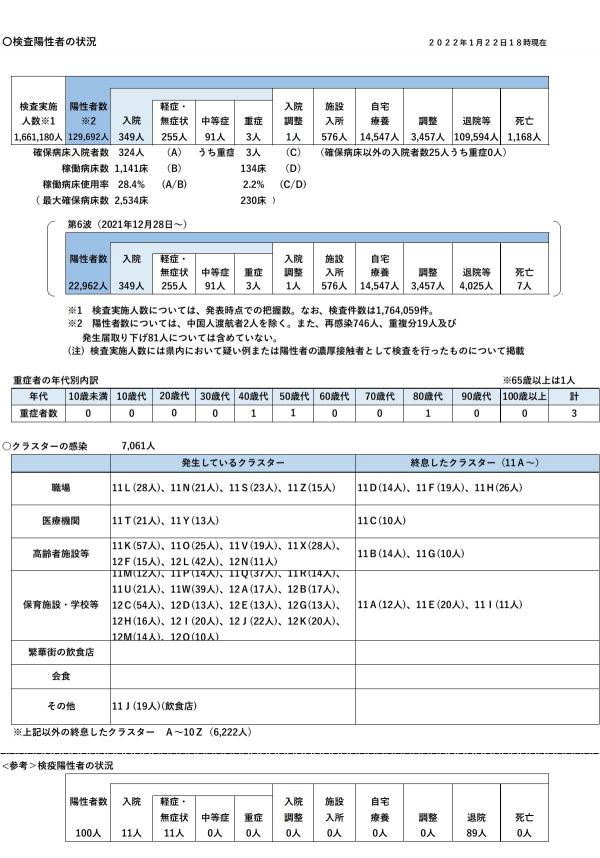 〇検査陽性者の状況 2022年1月22日18時現在
検査実施人数※1 陽性者数※2 入院 軽症・無症状 中等症 重症 入院調整 施設入所 自宅療養 調整 退院等 死亡
1,661,180人 129,692人 349人 255人 91人 3人 1人 576人 14,547人 3,457人 109,594人 1,168人
確保病床入院者数 324人 (A) うち重症 3人 (C) (確保病床以外の入院者数25人うち重症0人)
稼働病床数 1,141床 (B) 134床 (D)
稼働病床使用率 28.4% (A/B) 2.2% (C/D)
(最大確保病床数 2,534床 230床 )
第6波(2021年12月28日~)
陽性者数 入院 軽症・無症状 中等症 重症 入院調整 施設入所 自宅療養 調整 退院等 死亡
22,962人 349人 255人 91人 3人 1人 576人 14,547人 3,457人 4,025人 7人
※1 検査実施人数については、発表時点での把握数。なお、検査件数は1,764,059件。
※2 陽性者数については、中国人渡航者2人を除く。また、再感染746人、重複分19人及び
発生届取り下げ81人については含めていない。
(注)検査実施人数には県内において疑い例または陽性者の濃厚接触者として検査を行ったものについて掲載
重症者の年代別内訳 ※65歳以上は1人
年代 10歳未満 10歳代 20歳代 30歳代 40歳代 50歳代 60歳代 70歳代 80歳代 90歳代 100歳以上 計
重症者数 0 0 0 0 1 1 0 0 1 0 0 3
〇クラスターの感染 7,061人
発生しているクラスター 終息したクラスター(11A~)
職場 11L(28人)、11N(21人)、11S(23人)、11Z(15人) 11D(14人)、11F(19人)、11H(26人)
医療機関 11T(21人)、11Y(13人) 11C(10人)
高齢者施設等 11K(57人)、11O(25人)、11V(19人)、11X(28人)、
12F(15人)、12L(42人)、12N(11人) 11B(14人)、11G(10人)
保育施設・学校等 11M(12人)、11P(14人)、11Q(37人)、11R(14人)、
11U(21人)、11W(39人)、12A(17人)、12B(17人)、
12C(54人)、12D(13人)、12E(13人)、12G(13人)、
12H(16人)、12I(20人)、12J(22人)、12K(20人)、
12M(14人)、12O(10人) 11A(12人)、11E(20人)、11I(11人)
繁華街の飲食店
会食
その他 11J(19人)(飲食店)
※上記以外の終息したクラスター A~10Z(6,222人)
<参考>検疫陽性者の状況
陽性者数 入院 軽症・無症状 中等症 重症 入院調整 施設入所 自宅療養 調整 退院 死亡
100人 11人 11人 0人 0人 0人 0人 0人 0人 89人 0人